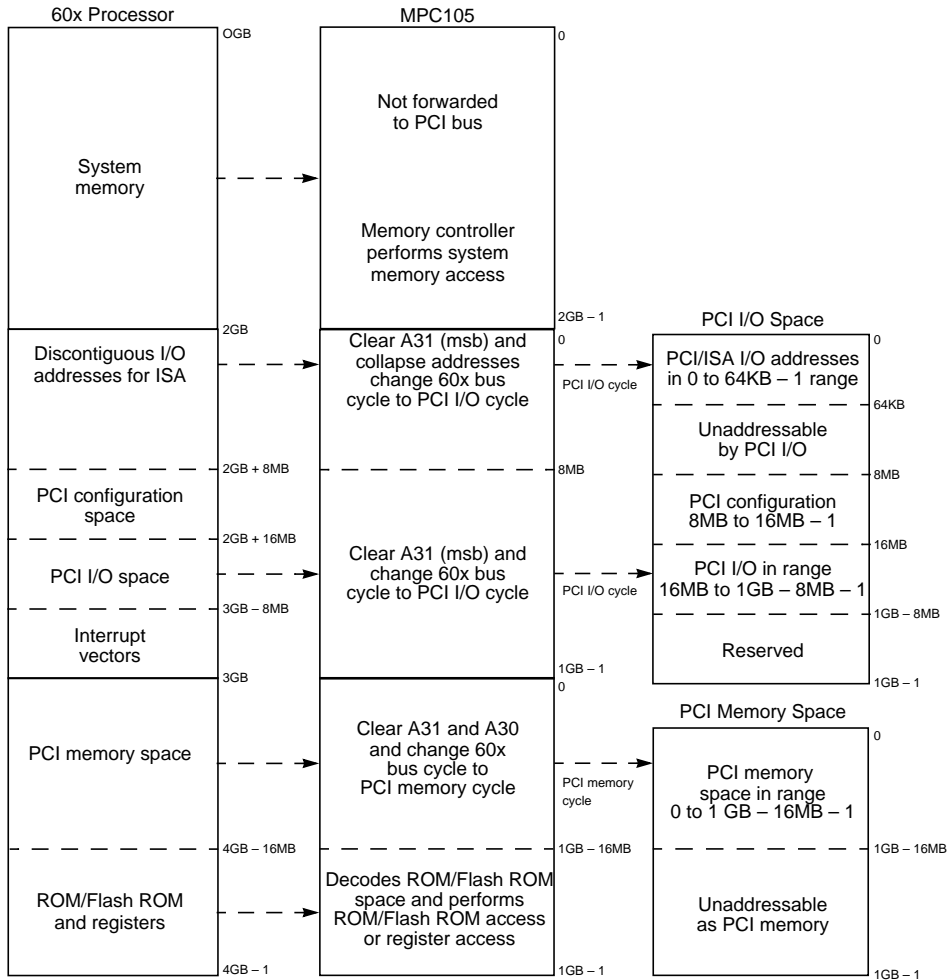 60x Processor
OGB
System
memory
2GB
Discontiguous I/O
addresses for ISA
2GB + 8MB
PCI configuration
space
2GB + 16MB
PCI I/O space
3GB – 8MB
Interrupt
vectors
3GB
PCI memory space
4GB – 16MB
ROM/Flash ROM
and registers
4GB – 1
MPC105
0
Not forwarded
to PCI bus
Memory controller
performs system
memory access
2GB – 1
0
Clear A31 (msb) and
collapse addresses
change 60x bus
cycle to PCI I/O cycle
PCI I/O cycle
8MB
Clear A31 (msb) and
change 60x bus
cycle to PCI I/O cycle
PCI I/O cycle
1GB – 1
0
Clear A31 and A30
and change 60x
bus cycle to
PCI memory cycle
PCI memory
cycle
1GB – 16MB
Decodes ROM/Flash ROM
space and performs
ROM/Flash ROM access
or register access
1GB – 1
PCI I/O Space
0
PCI/ISA I/O addresses
in 0 to 64KB – 1 range
64KB
Unaddressable
by PCI I/O
8MB
PCI configuration
8MB to 16MB – 1
16MB
PCI I/O in range
16MB to 1GB – 8MB – 1
1GB – 8MB
Reserved
1GB – 1
PCI Memory Space
0
PCI memory
space in range
0 to 1 GB – 16MB – 1
1GB – 16MB
Unaddressable
as PCI memory
1GB – 1